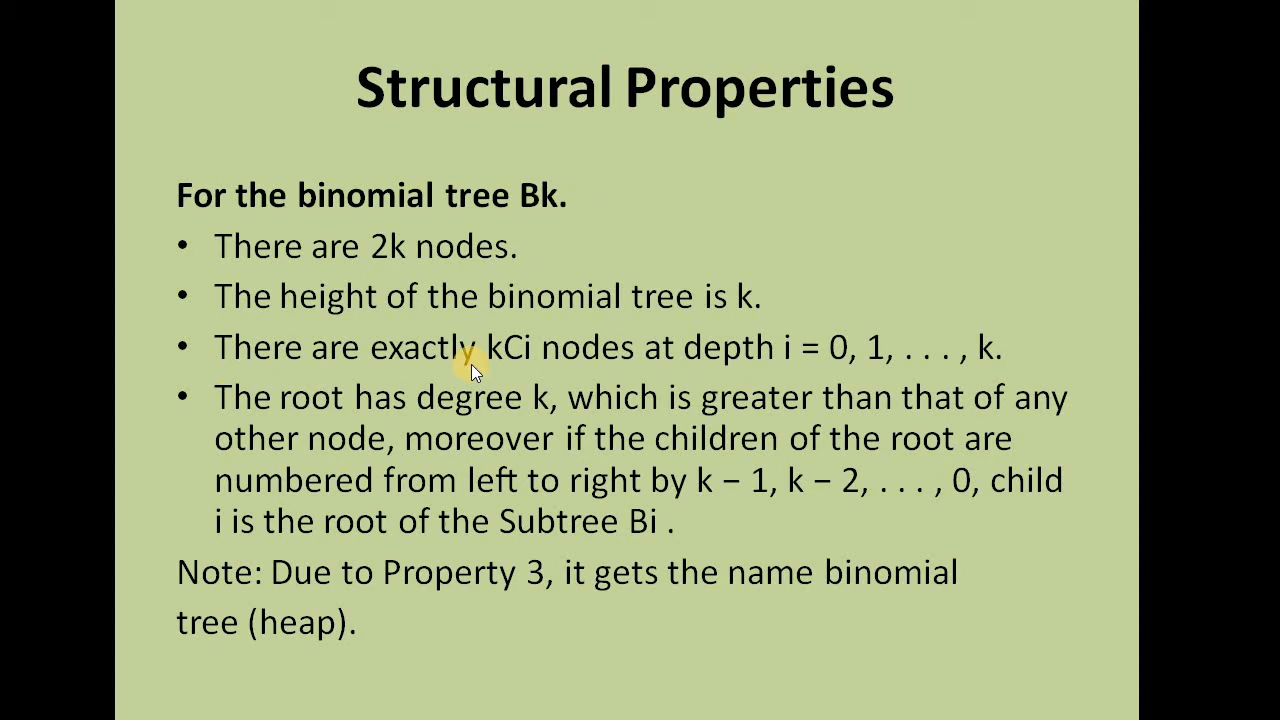 Structural Properties
For the binomial tree Bk.
• There are 2k nodes.
• The height of the binomial tree is k.
• There are exactly kCi nodes at depth i = 0, 1, . . . , k.
• The root has degree k, which is greater than that of any
other node, moreover if the children of the root are
numbered from left to right by k − 1, k − 2, . . . , 0, child
i is the root of the Subtree Bi .
Note: Due to Property 3, it gets the name binomial
tree (heap).